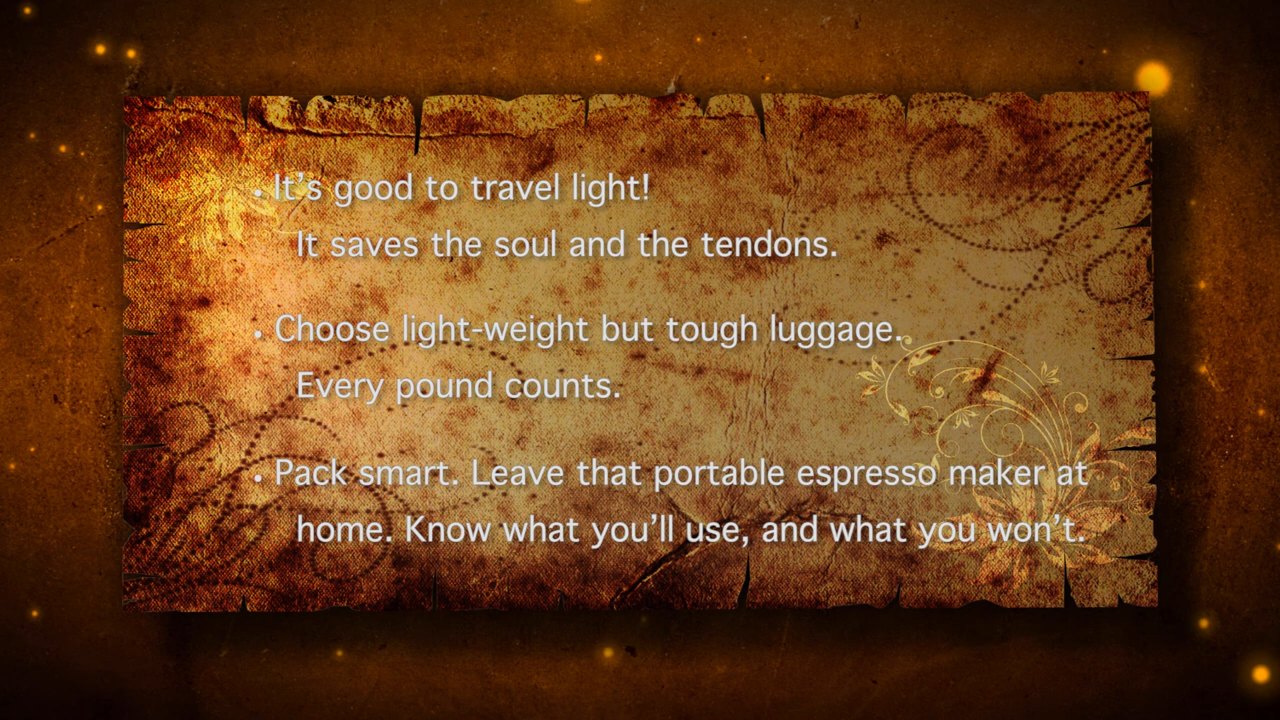 • It’s good to travel light!
It saves the soul and the tendons.
• Choose light-weight but tough luggage.
Every pound counts.
• Pack smart. Leave that portable espresso maker at
home. Know what you’ll use, and what you won’t.